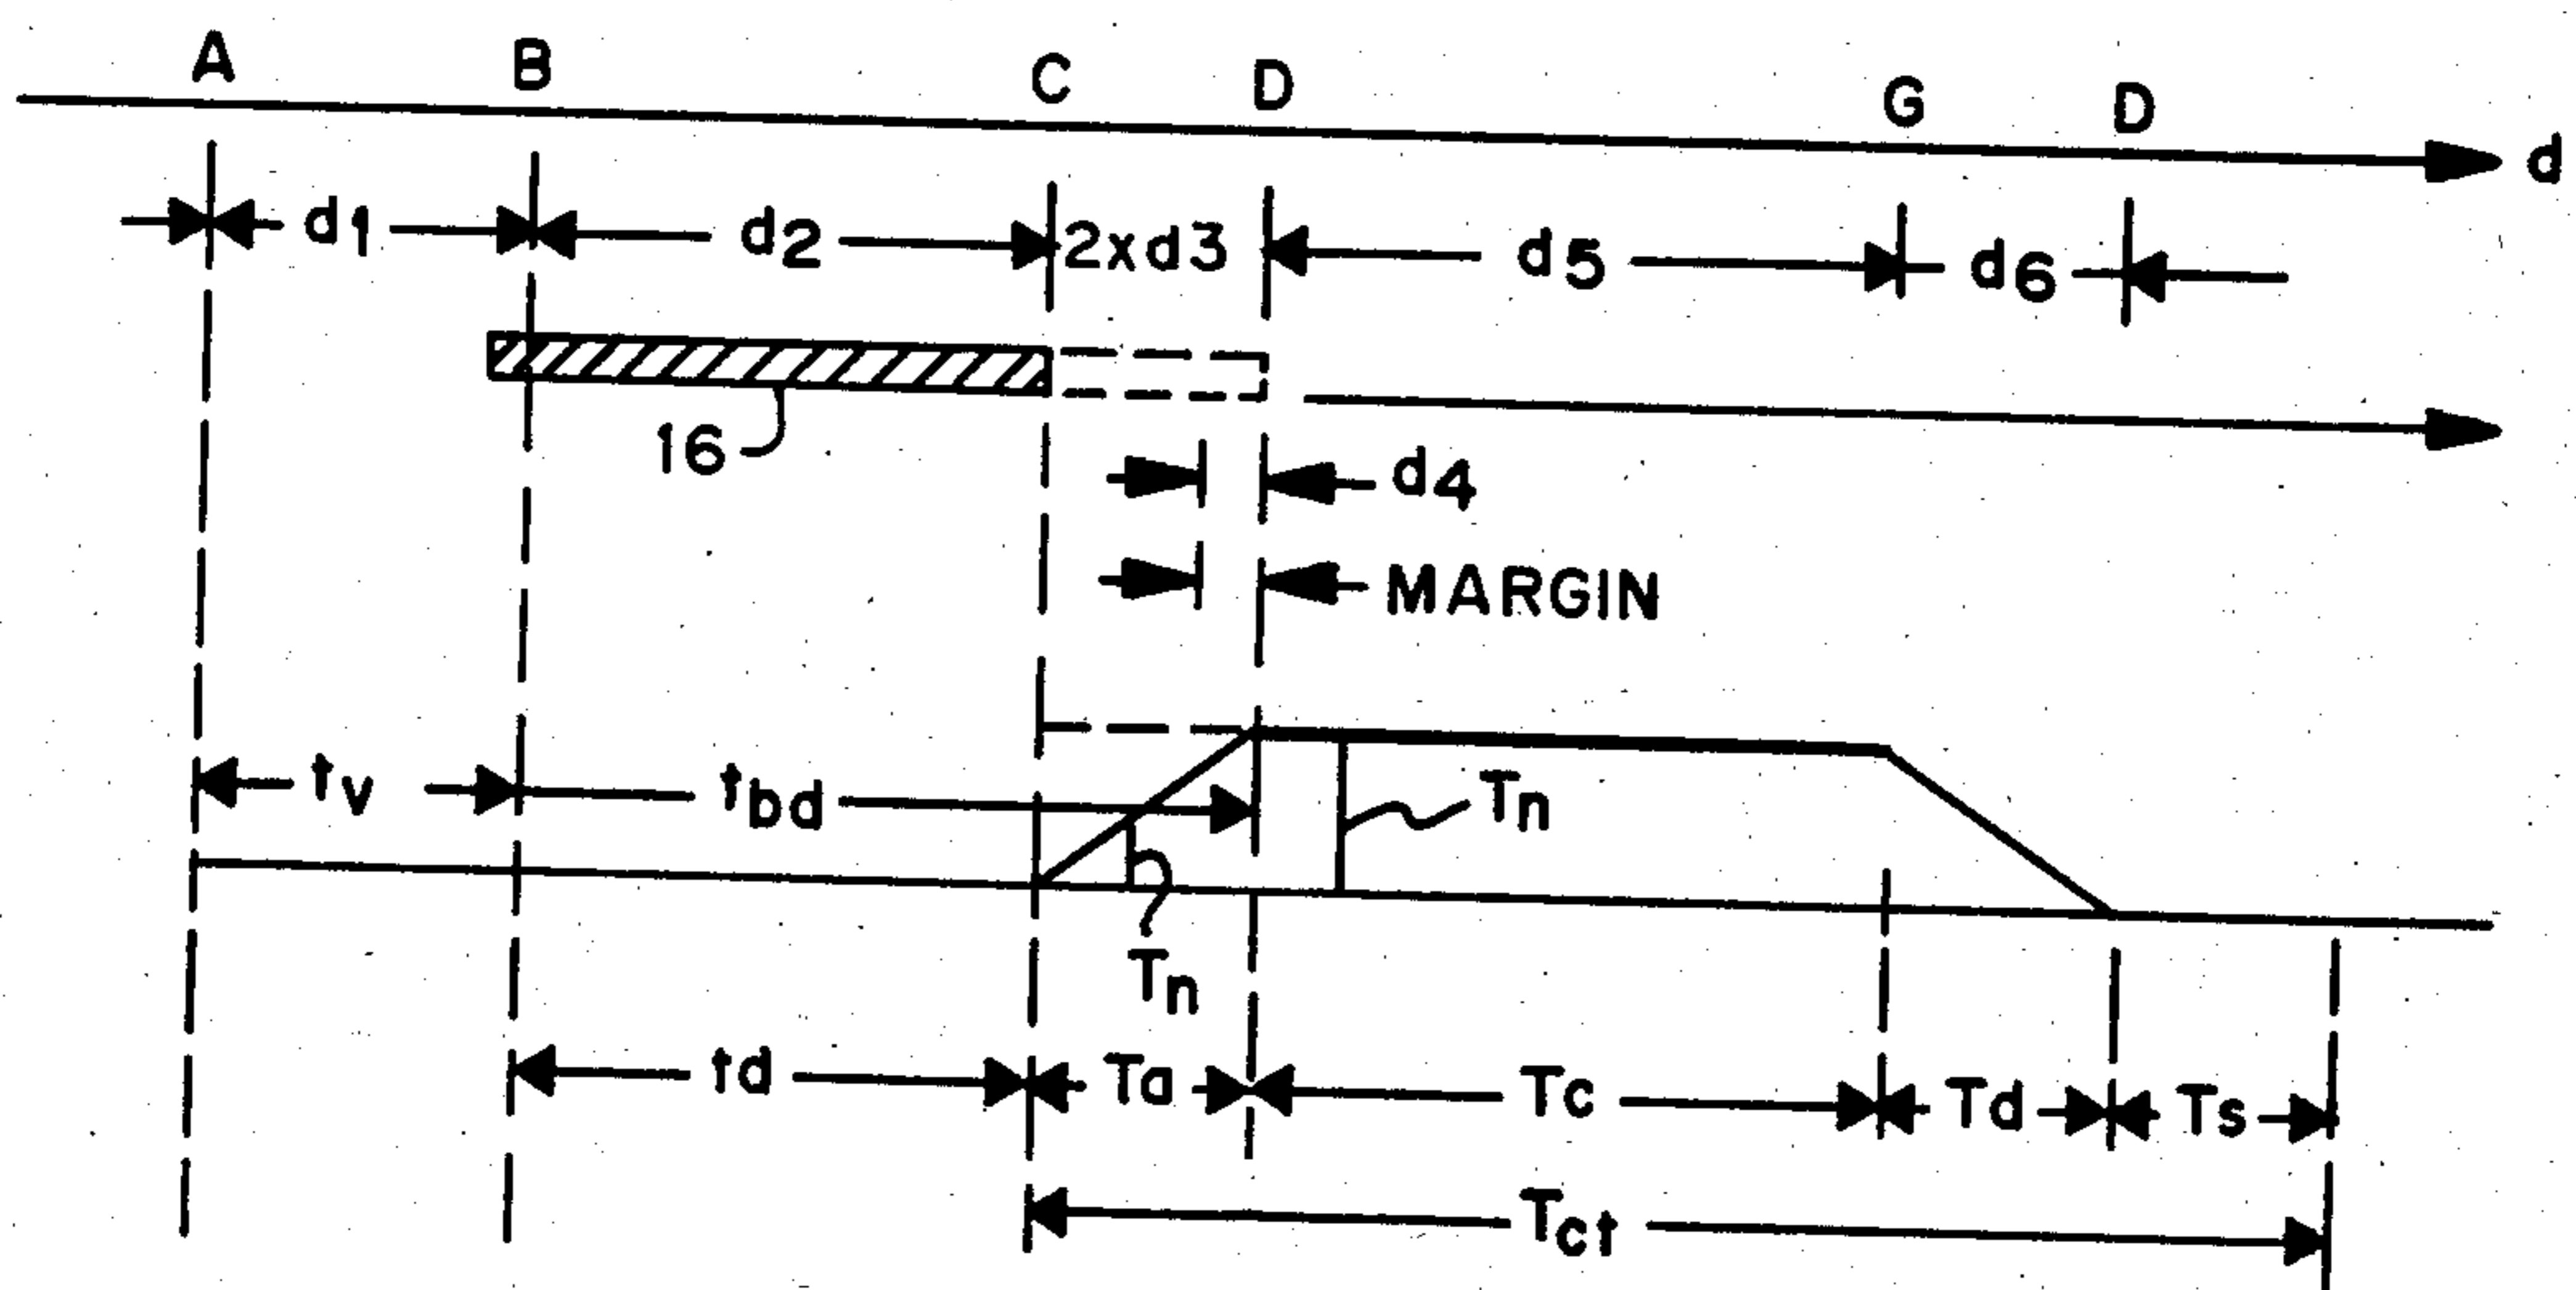 A B C D G D
d
d1 d2 2xd3 d5 d6
16
d4
MARGIN
tv tbd Tn
Tn
td Ta Tc Td Ts
Tct